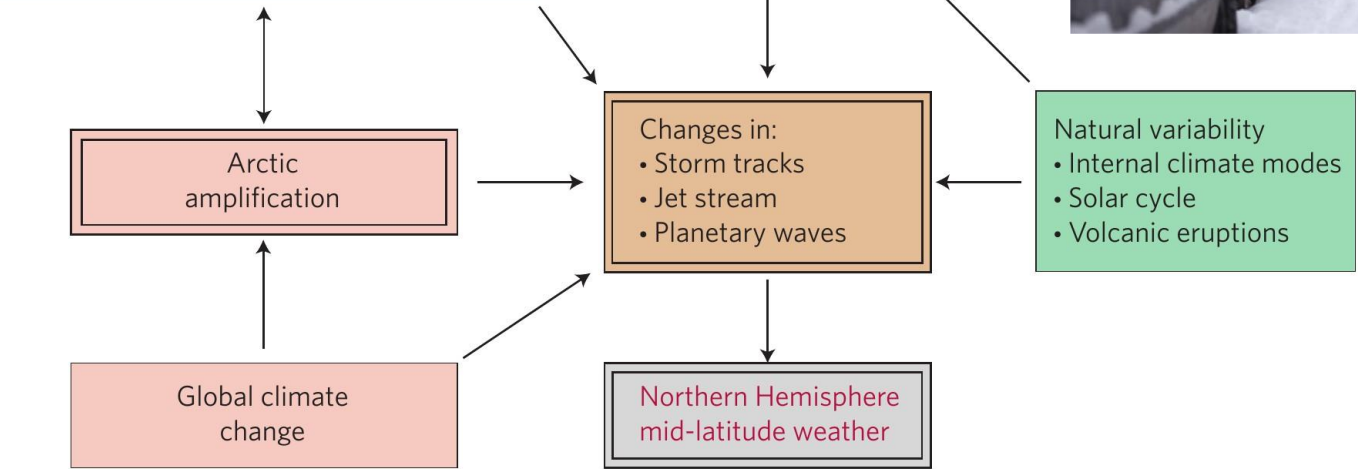 Arctic
amplification
Changes in:
• Storm tracks
• Jet stream
• Planetary waves
Natural variability
• Internal climate modes
• Solar cycle
• Volcanic eruptions
Global climate
change
Northern Hemisphere
mid-latitude weather